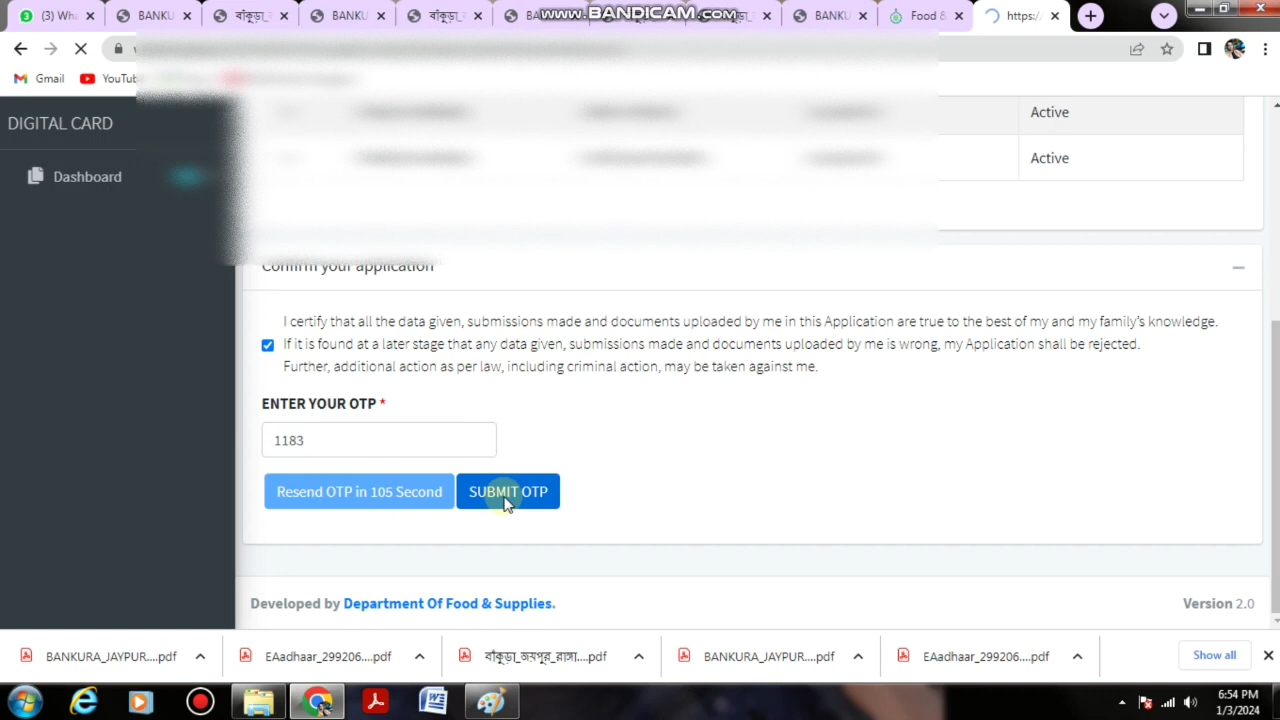 (3) Wha
BANKU
বাঁকুড়া_
BANKU
বাঁকুড়া_
BA
www.BANDICAM.com
BANKU
Food &
https:/
Gmail
YouTub
DIGITAL CARD
Active
Dashboard
Active
Confirm your application
I certify that all the data given, submissions made and documents uploaded by me in this Application are true to the best of my and my family's knowledge.
If it is found at a later stage that any data given, submissions made and documents uploaded by me is wrong, my Application shall be rejected.
Further, additional action as per law, including criminal action, may be taken against me.
ENTER YOUR OTP *
1183
Resend OTP in 105 Second
SUBMIT OTP
Developed by Department Of Food & Supplies.
Version 2.0
BANKURA_JAYPUR....pdf
EAadhaar_299206....pdf
বাঁকুড়া_জয়পুর_রাঙ্গা....pdf
BANKURA_JAYPUR....pdf
EAadhaar_299206....pdf
Show all
6:54 PM
1/3/2024